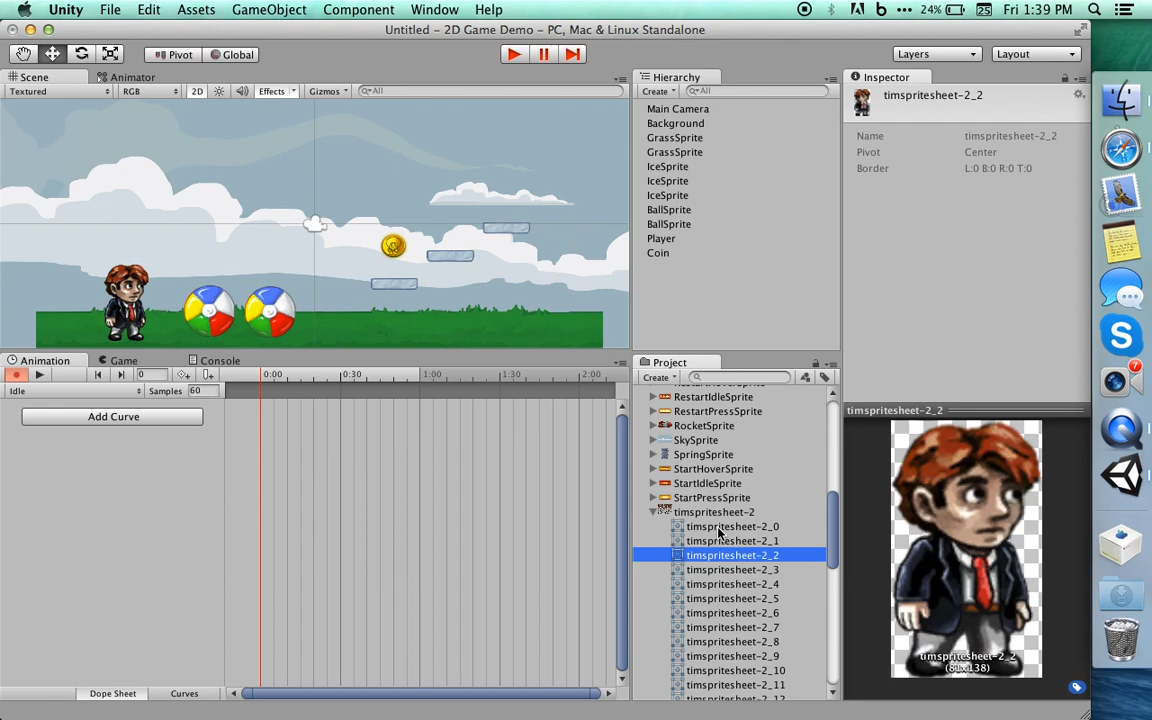 Unity File Edit Assets GameObject Component Window Help 24% 25 Fri 1:39 PM
Untitled - 2D Game Demo - PC, Mac & Linux Standalone
Pivot Global Layers Layout
Scene Animator Hierarchy Inspector
Textured RGB 2D Effects Gizmos All Create All
timspritesheet-2_2
Name timspritesheet-2_2
Pivot Center
Border L:0 B:0 R:0 T:0
Main Camera
Background
GrassSprite
GrassSprite
IceSprite
IceSprite
IceSprite
BallSprite
BallSprite
Player
Coin
Animation Game Console Project
0 0:00 0:30 1:00 1:30 2:00 Create
Idle Samples 60
Add Curve
RestartHoverSprite
RestartIdleSprite
RestartPressSprite
RocketSprite
SkySprite
SpringSprite
StartHoverSprite
StartIdleSprite
StartPressSprite
timspritesheet-2
timspritesheet-2_0
timspritesheet-2_1
timspritesheet-2_2
timspritesheet-2_3
timspritesheet-2_4
timspritesheet-2_5
timspritesheet-2_6
timspritesheet-2_7
timspritesheet-2_8
timspritesheet-2_9
timspritesheet-2_10
timspritesheet-2_11
timspritesheet-2_12
timspritesheet-2_2
timspritesheet-2_2
(81x138)
7
Dope Sheet Curves